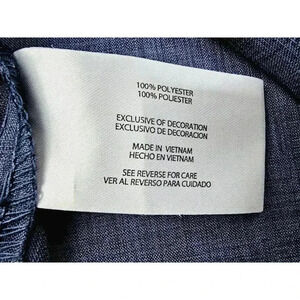 100% POLYESTER
100% POLIESTER
EXCLUSIVE OF DECORATION
EXCLUSIVO DE DECORACION
MADE IN VIETNAM
HECHO EN VIETNAM
SEE REVERSE FOR CARE
VER AL REVERSO PARA CUIDADO